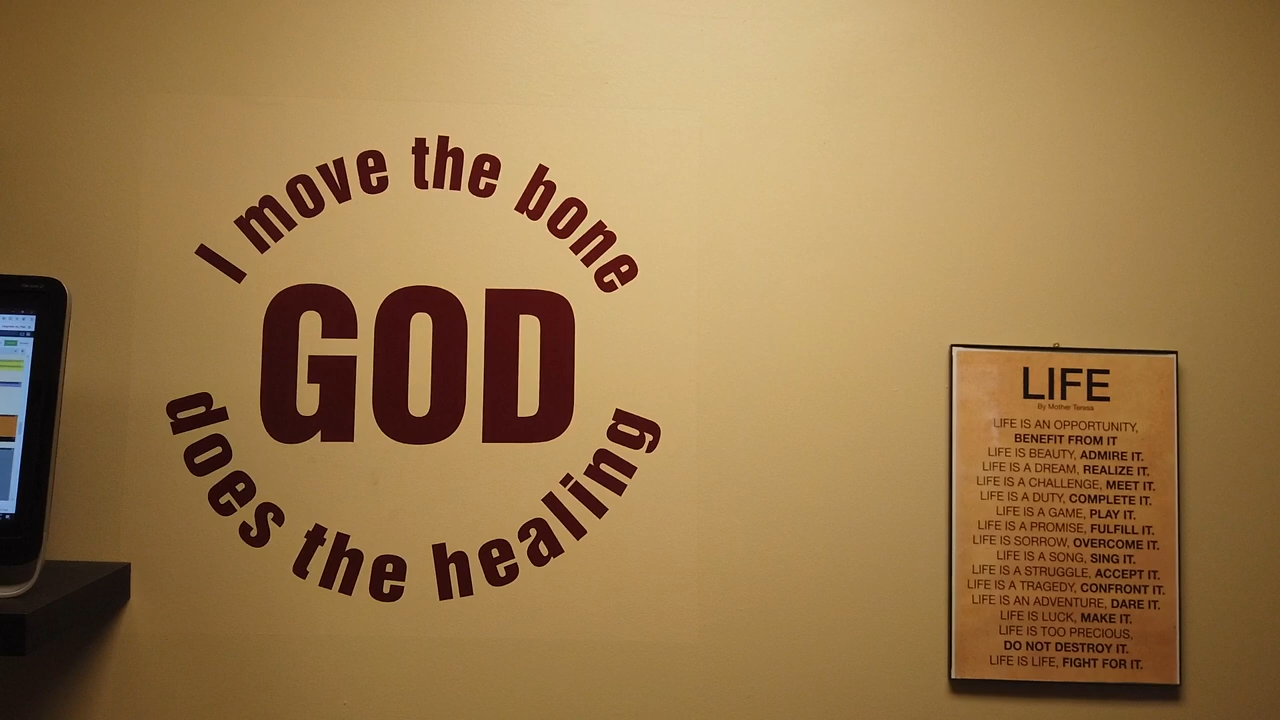 I move the bone
GOD
does the healing
LIFE
By Mother Teresa
LIFE IS AN OPPORTUNITY,
BENEFIT FROM IT
LIFE IS BEAUTY, ADMIRE IT.
LIFE IS A DREAM, REALIZE IT.
LIFE IS A CHALLENGE, MEET IT.
LIFE IS A DUTY, COMPLETE IT.
LIFE IS A GAME, PLAY IT.
LIFE IS A PROMISE, FULFILL IT.
LIFE IS SORROW, OVERCOME IT.
LIFE IS A SONG, SING IT.
LIFE IS A STRUGGLE, ACCEPT IT.
LIFE IS A TRAGEDY, CONFRONT IT.
LIFE IS AN ADVENTURE, DARE IT.
LIFE IS LUCK, MAKE IT.
LIFE IS TOO PRECIOUS,
DO NOT DESTROY IT.
LIFE IS LIFE, FIGHT FOR IT.